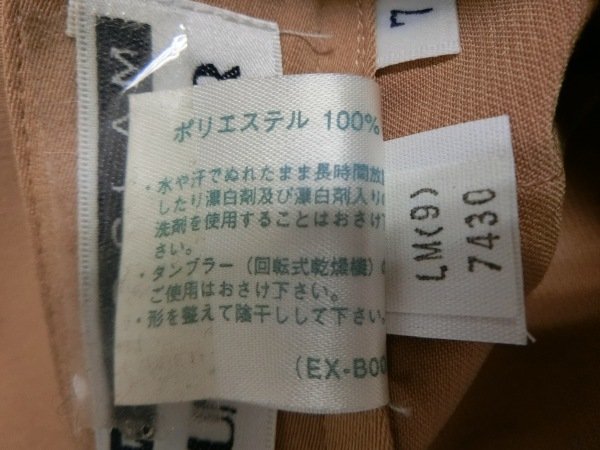 7
ポリエステル 100%
・水や汗でぬれたまま長時間放
したり漂白剤及び漂白剤入り
洗剤を使用することはおさけ
さい。
・タンブラー(回転式乾燥機)
ご使用はおさけ下さい。
・形を整えて陰干しして下さい。
(EX-B00
LM(9)
7430